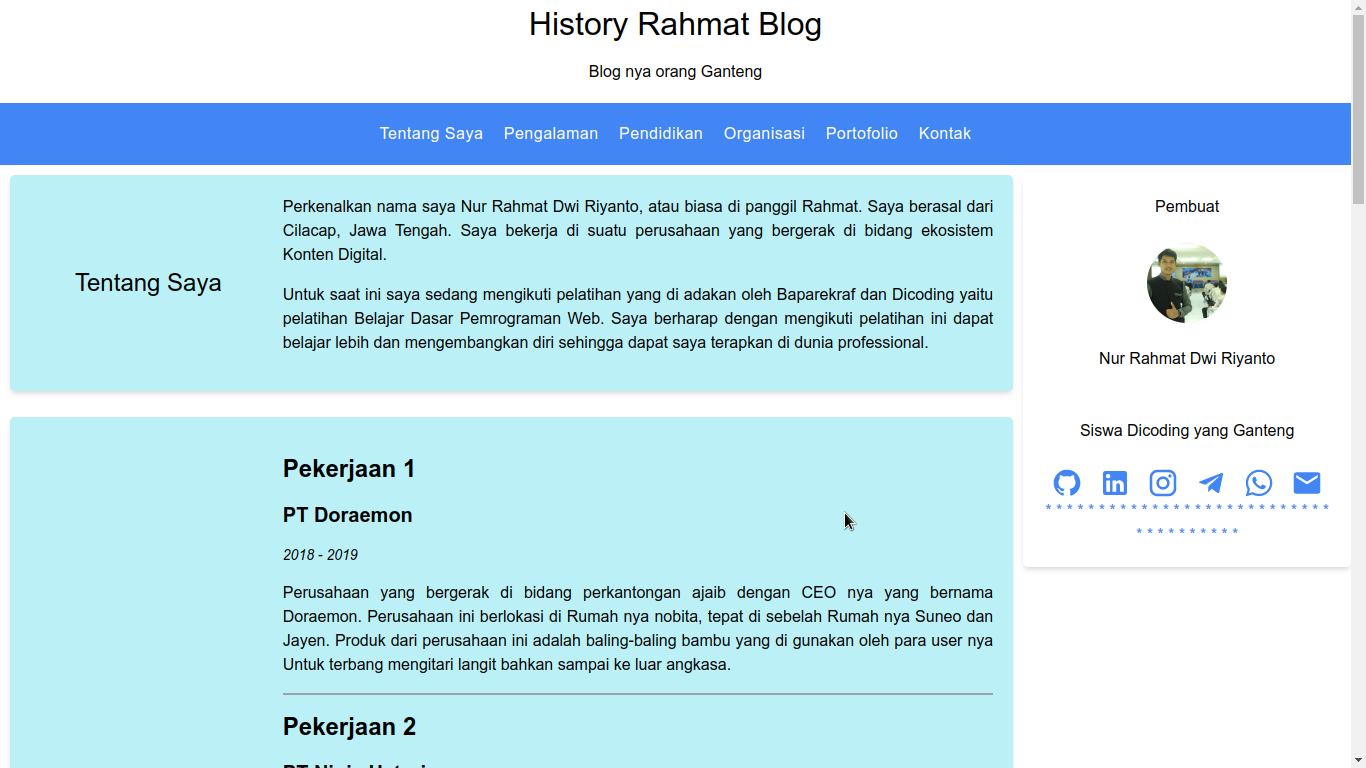 History Rahmat Blog
Blog nya orang Ganteng
Tentang Saya Pengalaman Pendidikan Organisasi Portofolio Kontak
Tentang Saya
Perkenalkan nama saya Nur Rahmat Dwi Riyanto, atau biasa di panggil Rahmat. Saya berasal dari
Cilacap, Jawa Tengah. Saya bekerja di suatu perusahaan yang bergerak di bidang ekosistem
Konten Digital.
Untuk saat ini saya sedang mengikuti pelatihan yang di adakan oleh Baparekraf dan Dicoding yaitu
pelatihan Belajar Dasar Pemrograman Web. Saya berharap dengan mengikuti pelatihan ini dapat
belajar lebih dan mengembangkan diri sehingga dapat saya terapkan di dunia professional.
Pekerjaan 1
PT Doraemon
2018 - 2019
Perusahaan yang bergerak di bidang perkantongan ajaib dengan CEO nya yang bernama
Doraemon. Perusahaan ini berlokasi di Rumah nya nobita, tepat di sebelah Rumah nya Suneo dan
Jayen. Produk dari perusahaan ini adalah baling-baling bambu yang di gunakan oleh para user nya
Untuk terbang mengitari langit bahkan sampai ke luar angkasa.
Pekerjaan 2
Pembuat
Nur Rahmat Dwi Riyanto
Siswa Dicoding yang Ganteng
* * * * * * * * * * * * * * * * * * * * * * * * * * *
* * * * * * * * * *